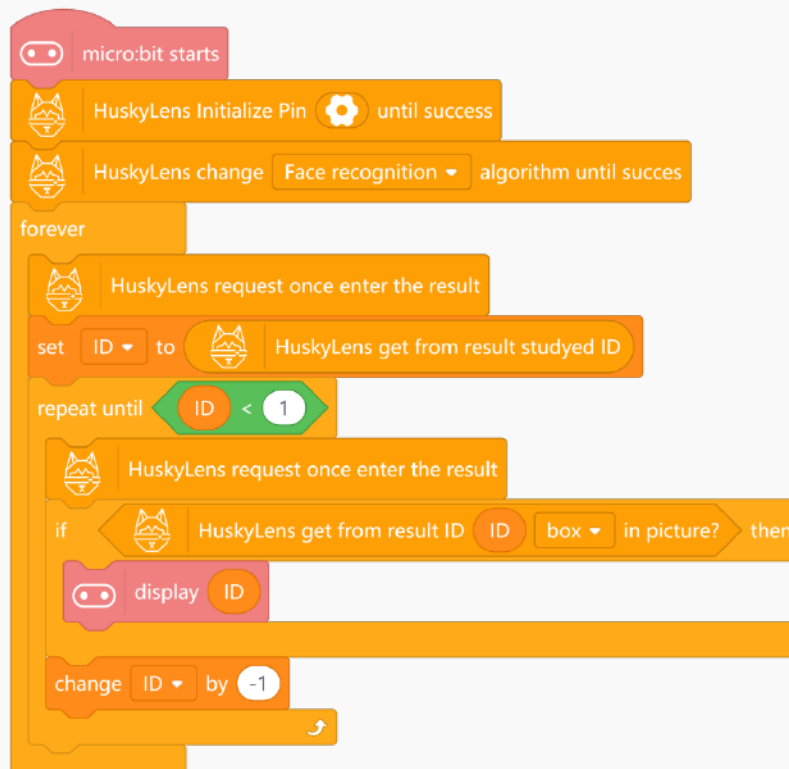 micro:bit starts
HuskyLens Initialize Pin until success
HuskyLens change Face recognition algorithm until succes
forever
HuskyLens request once enter the result
set ID to HuskyLens get from result studyed ID
repeat until ID < 1
HuskyLens request once enter the result
if HuskyLens get from result ID ID box in picture? then
display ID
change ID by -1